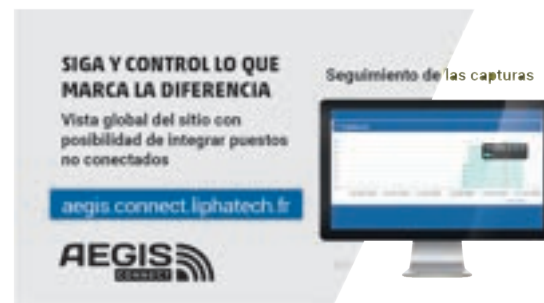 SIGA Y CONTROL LO QUE
MARCA LA DIFERENCIA
Vista global del sitio con
posibilidad de integrar puestos
no conectados
aegis.connect.liphatech.fr
AEGIS
CONNECT
Seguimiento de las capturas